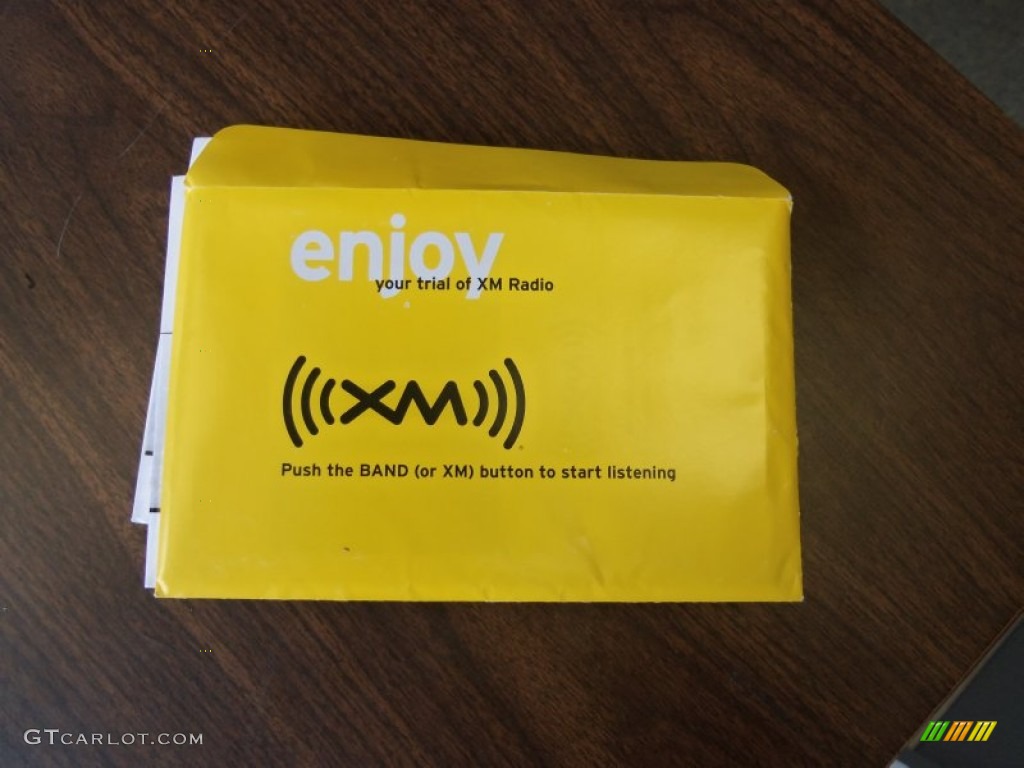 enjoy
your trial of XM Radio
XM
Push the BAND (or XM) button to start listening
GTCARLOT.COM